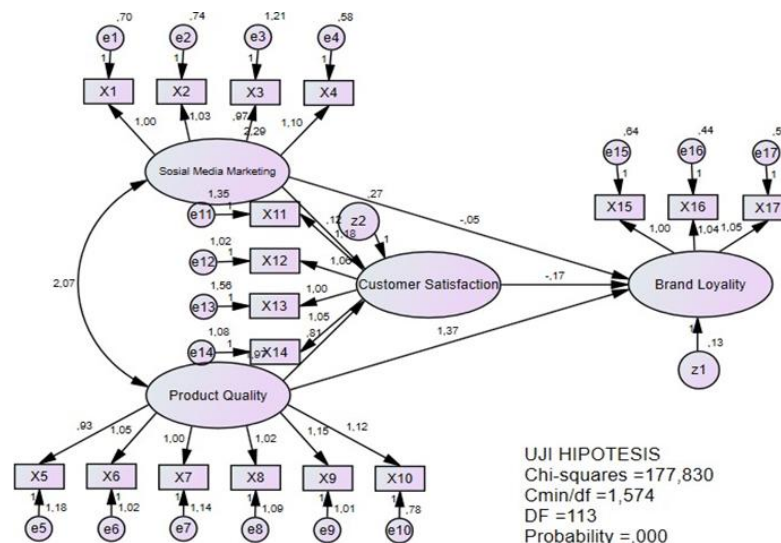 ,70 ,74 1,21 ,58
e1 e2 e3 e4
1 1 1 1
X1 X2 X3 X4
1,00 1,03 ,97 1,10
2,29
Sosial Media Marketing
,64 ,44
e15 e16 e17
1 1 1
X15 X16 X17
1,00 1,04 1,05
1,35
e11 1 X11
,12
1,18
z2
1
,27
-,05
1,02
e12 1 X12
1,06
Customer Satisfaction
-,17
Brand Loyality
1,56
e13 1 X13
1,00
2,07
1,05
1,08
e14 1 X14
,81
1,37
,13
z1
Product Quality
,93 1,05 1,00 1,02 1,15 1,12
X5 X6 X7 X8 X9 X10
1 1 1 1 1 1
1,18 1,02 1,14 1,09 1,01 ,78
e5 e6 e7 e8 e9 e10
UJI HIPOTESIS
Chi-squares =177,830
Cmin/df =1,574
DF =113
Probability =,000